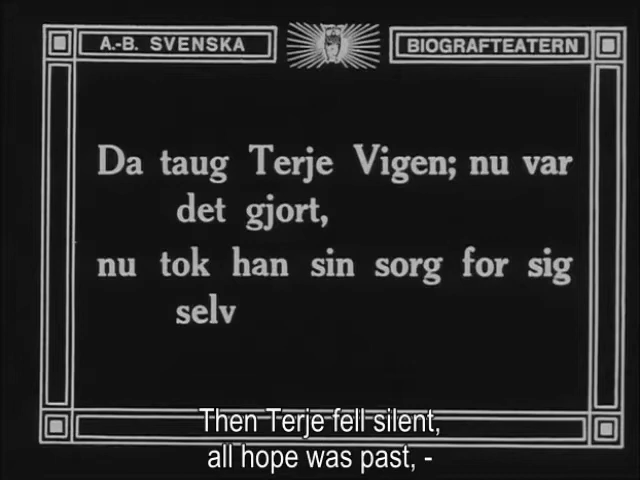 A.-B. SVENSKA BIOGRAFTEATERN
Da taug Terje Vigen; nu var
det gjort,
nu tok han sin sorg for sig
selv
Then Terje fell silent,
all hope was past, -